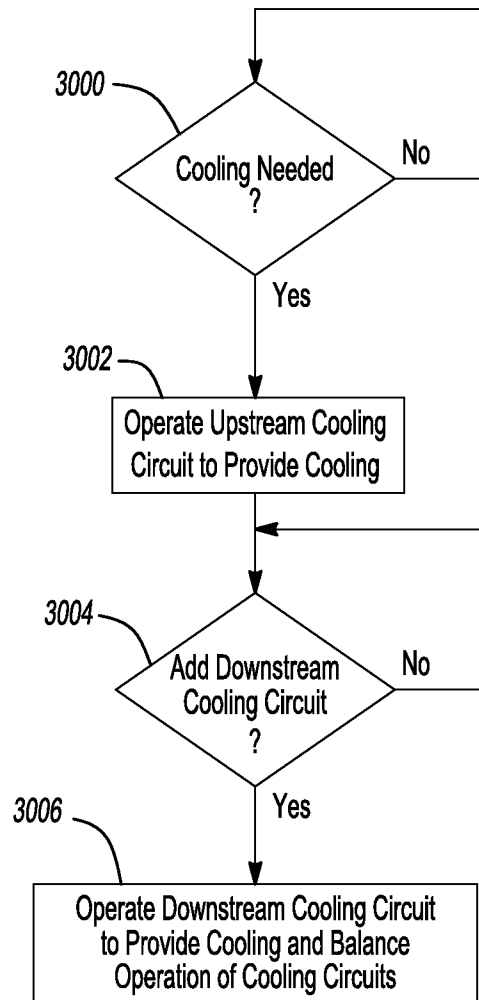 3000
Cooling Needed
?
No
Yes
3002
Operate Upstream Cooling
Circuit to Provide Cooling
3004
Add Downstream
Cooling Circuit
?
No
Yes
3006
Operate Downstream Cooling Circuit
to Provide Cooling and Balance
Operation of Cooling Circuits